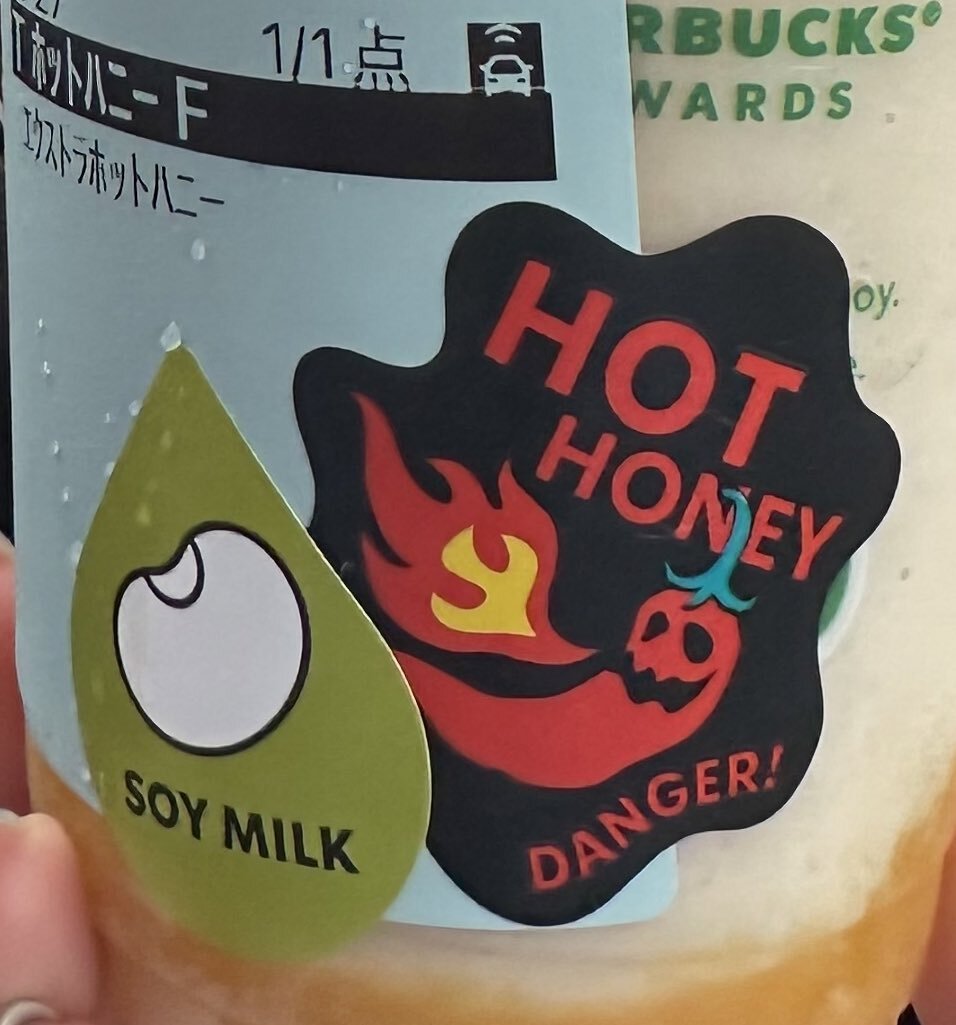 1/1点
T ホットハニーF
エクストラホットハニー
RBUCKS®
WARDS
oy.
HOT
HONEY
DANGER!
SOY MILK